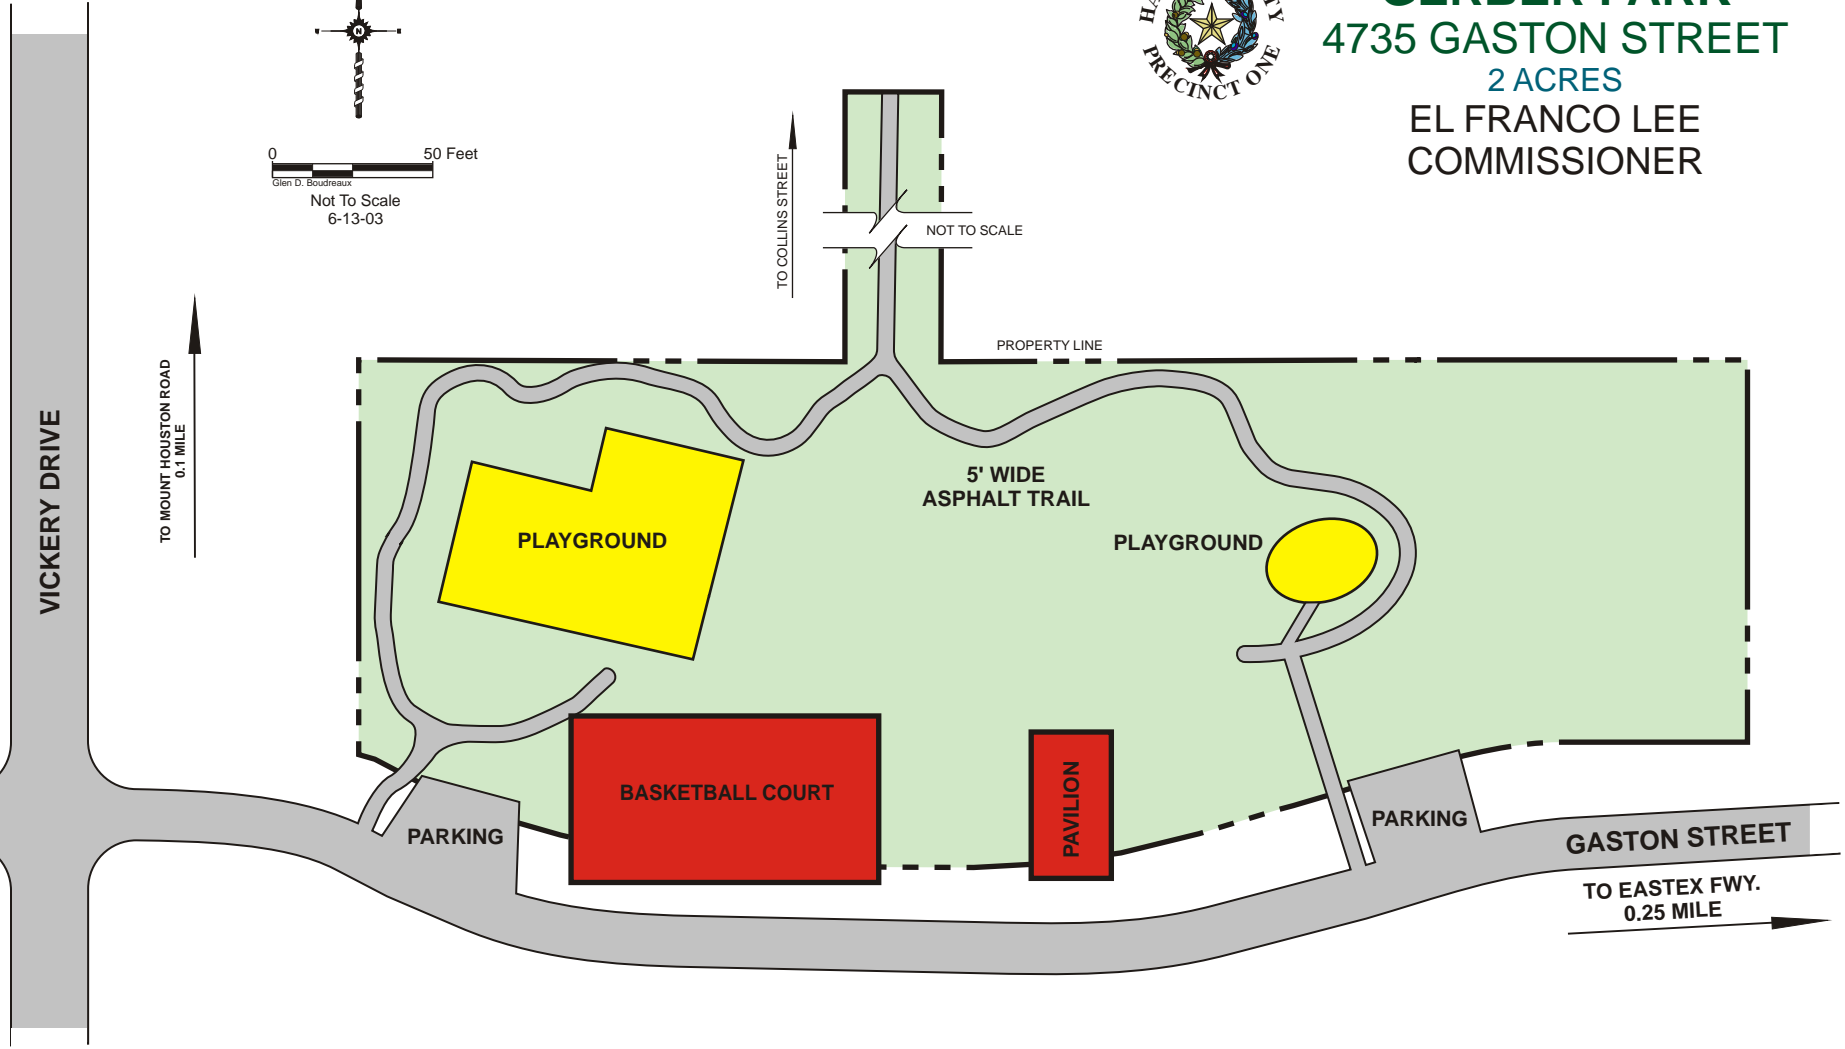 4735 GASTON STREET
2 ACRES
EL FRANCO LEE
COMMISSIONER
PRECINCT ONE
N
0 50 Feet
Glen D. Boudreaux
Not To Scale
6-13-03
TO COLLINS STREET
NOT TO SCALE
PROPERTY LINE
TO MOUNT HOUSTON ROAD
0.1 MILE
VICKERY DRIVE
5' WIDE
ASPHALT TRAIL
PLAYGROUND
PLAYGROUND
BASKETBALL COURT
PAVILION
PARKING
PARKING
GASTON STREET
TO EASTEX FWY.
0.25 MILE